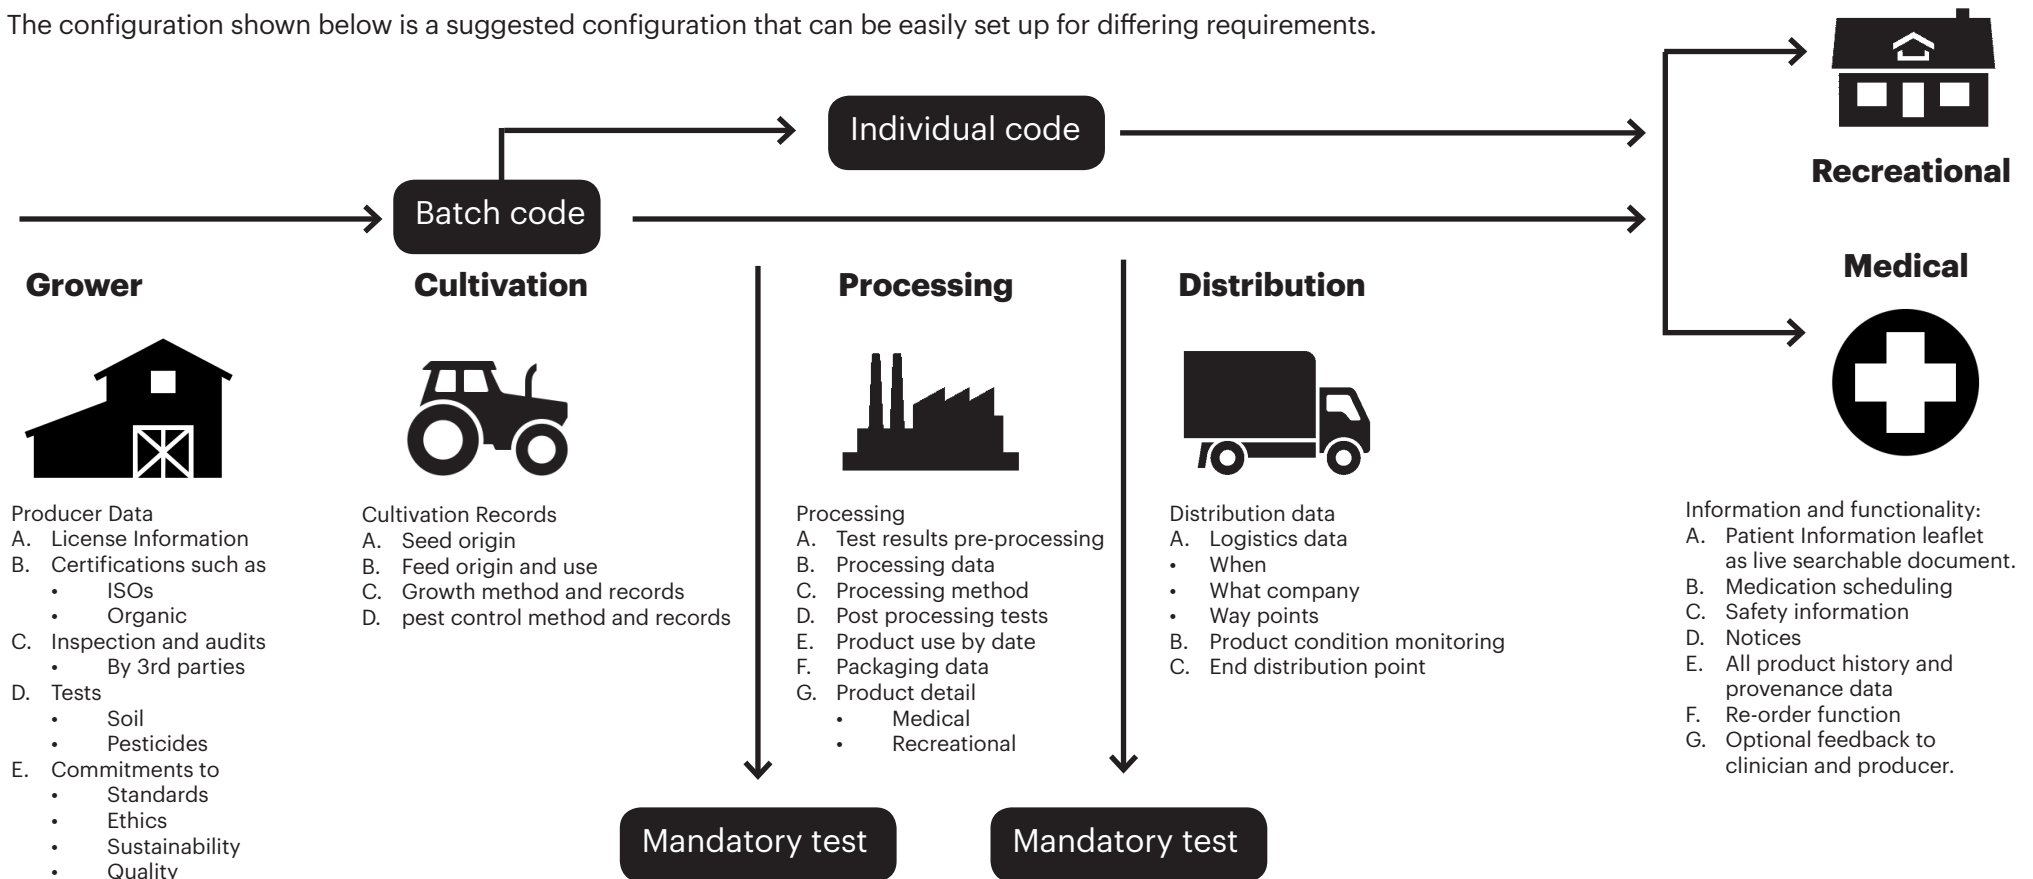 The configuration shown below is a suggested configuration that can be easily set up for differing requirements.
Individual code
Batch code
Recreational
Medical
Grower
Cultivation
Processing
Distribution
Producer Data
A. License Information
B. Certifications such as
• ISOs
• Organic
C. Inspection and audits
• By 3rd parties
D. Tests
• Soil
• Pesticides
E. Commitments to
• Standards
• Ethics
• Sustainability
• Quality
Cultivation Records
A. Seed origin
B. Feed origin and use
C. Growth method and records
D. pest control method and records
Processing
A. Test results pre-processing
B. Processing data
C. Processing method
D. Post processing tests
E. Product use by date
F. Packaging data
G. Product detail
• Medical
• Recreational
Distribution data
A. Logistics data
• When
• What company
• Way points
B. Product condition monitoring
C. End distribution point
Information and functionality:
A. Patient Information leaflet
as live searchable document.
B. Medication scheduling
C. Safety information
D. Notices
E. All product history and
provenance data
F. Re-order function
G. Optional feedback to
clinician and producer.
Mandatory test
Mandatory test